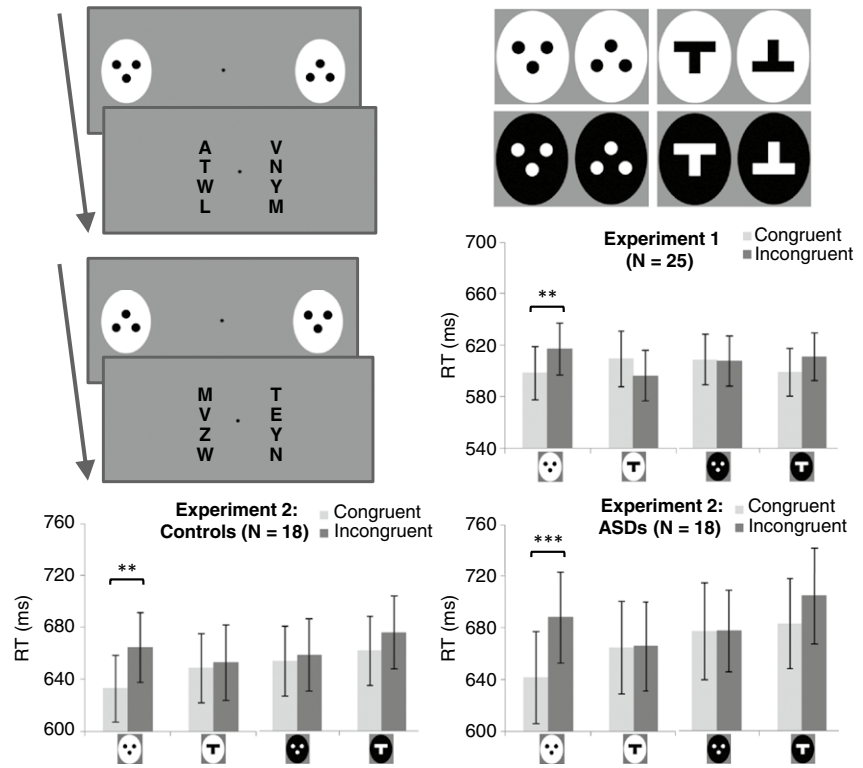 A V
T N
W Y
L M
M T
V E
Z Y
W N
Experiment 1
(N = 25)
Congruent
Incongruent
700
660
620
580
540
RT (ms)
**
Experiment 2:
Controls (N = 18)
Congruent
Incongruent
760
720
680
640
600
RT (ms)
**
Experiment 2:
ASDs (N = 18)
Congruent
Incongruent
760
720
680
640
600
RT (ms)
***